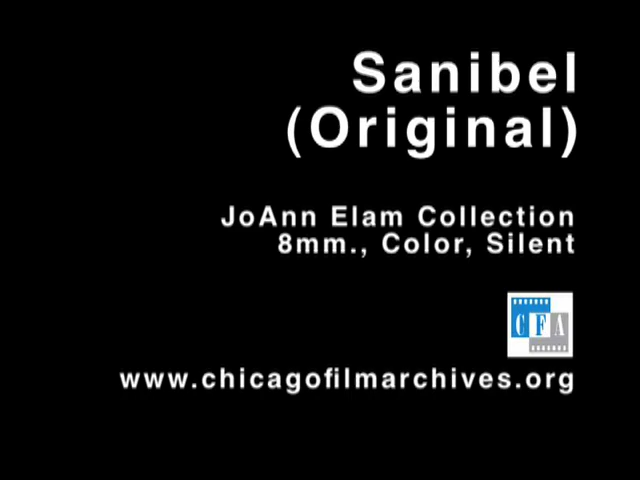 Sanibel
(Original)
JoAnn Elam Collection
8mm., Color, Silent
CFA
www.chicagofilmarchives.org